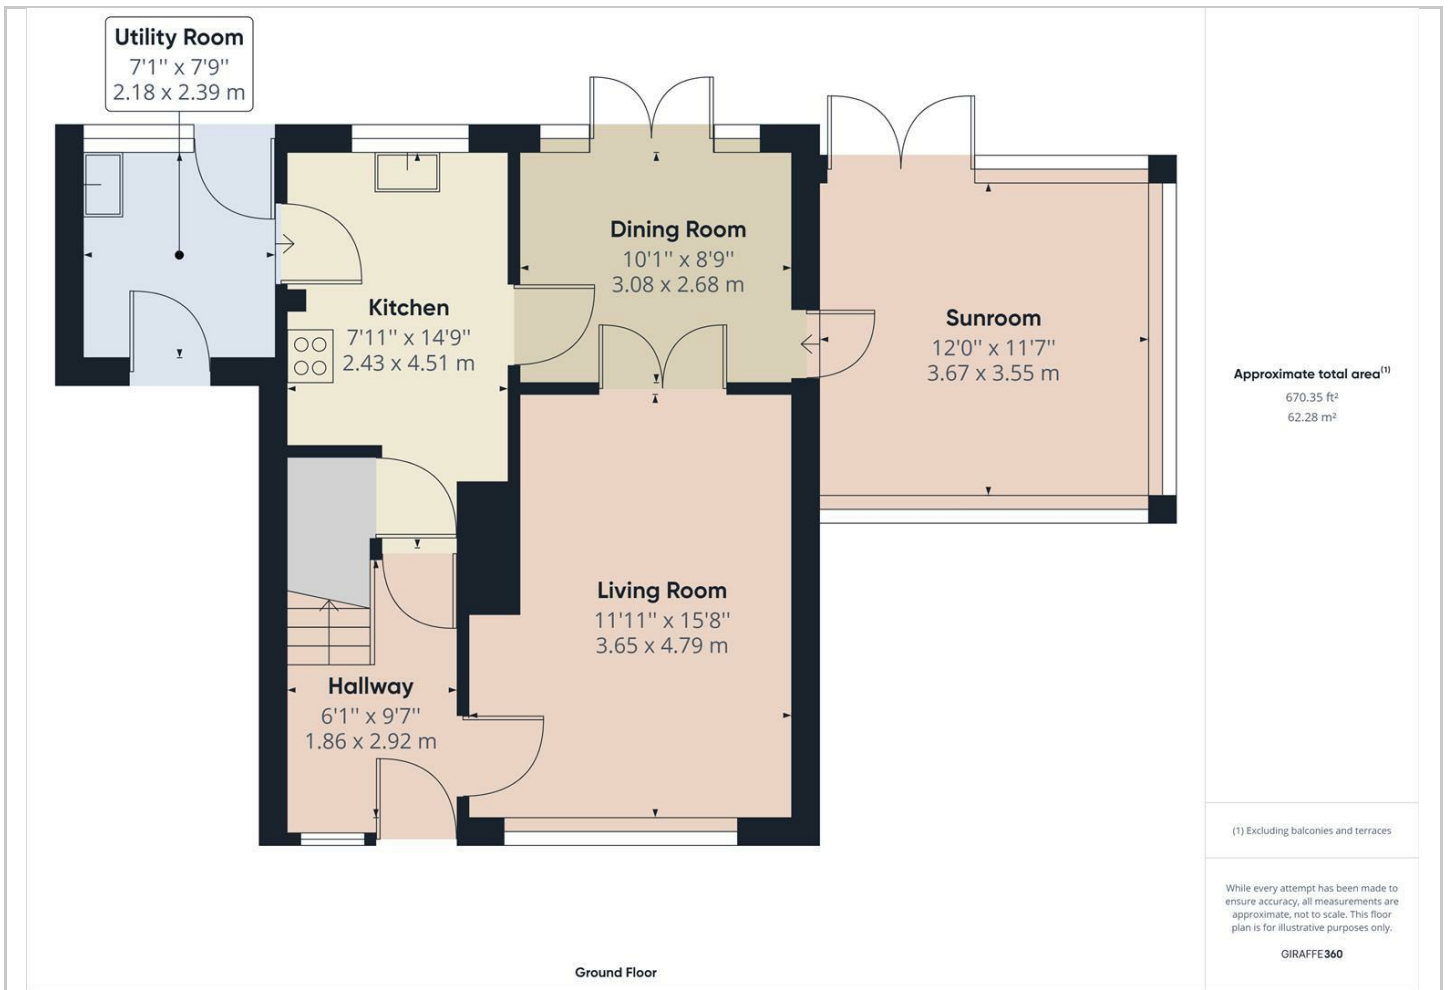 Utility Room
7'1'' x 7'9''
2.18 x 2.39 m
Kitchen
7'11'' x 14'9''
2.43 x 4.51 m
Dining Room
10'1'' x 8'9''
3.08 x 2.68 m
Sunroom
12'0'' x 11'7''
3.67 x 3.55 m
Living Room
11'11'' x 15'8''
3.65 x 4.79 m
Hallway
6'1'' x 9'7''
1.86 x 2.92 m
Ground Floor
Approximate total area(1)
670.35 ft²
62.28 m²
(1) Excluding balconies and terraces
While every attempt has been made to
ensure accuracy, all measurements are
approximate, not to scale. This floor
plan is for illustrative purposes only.
GIRAFFE360